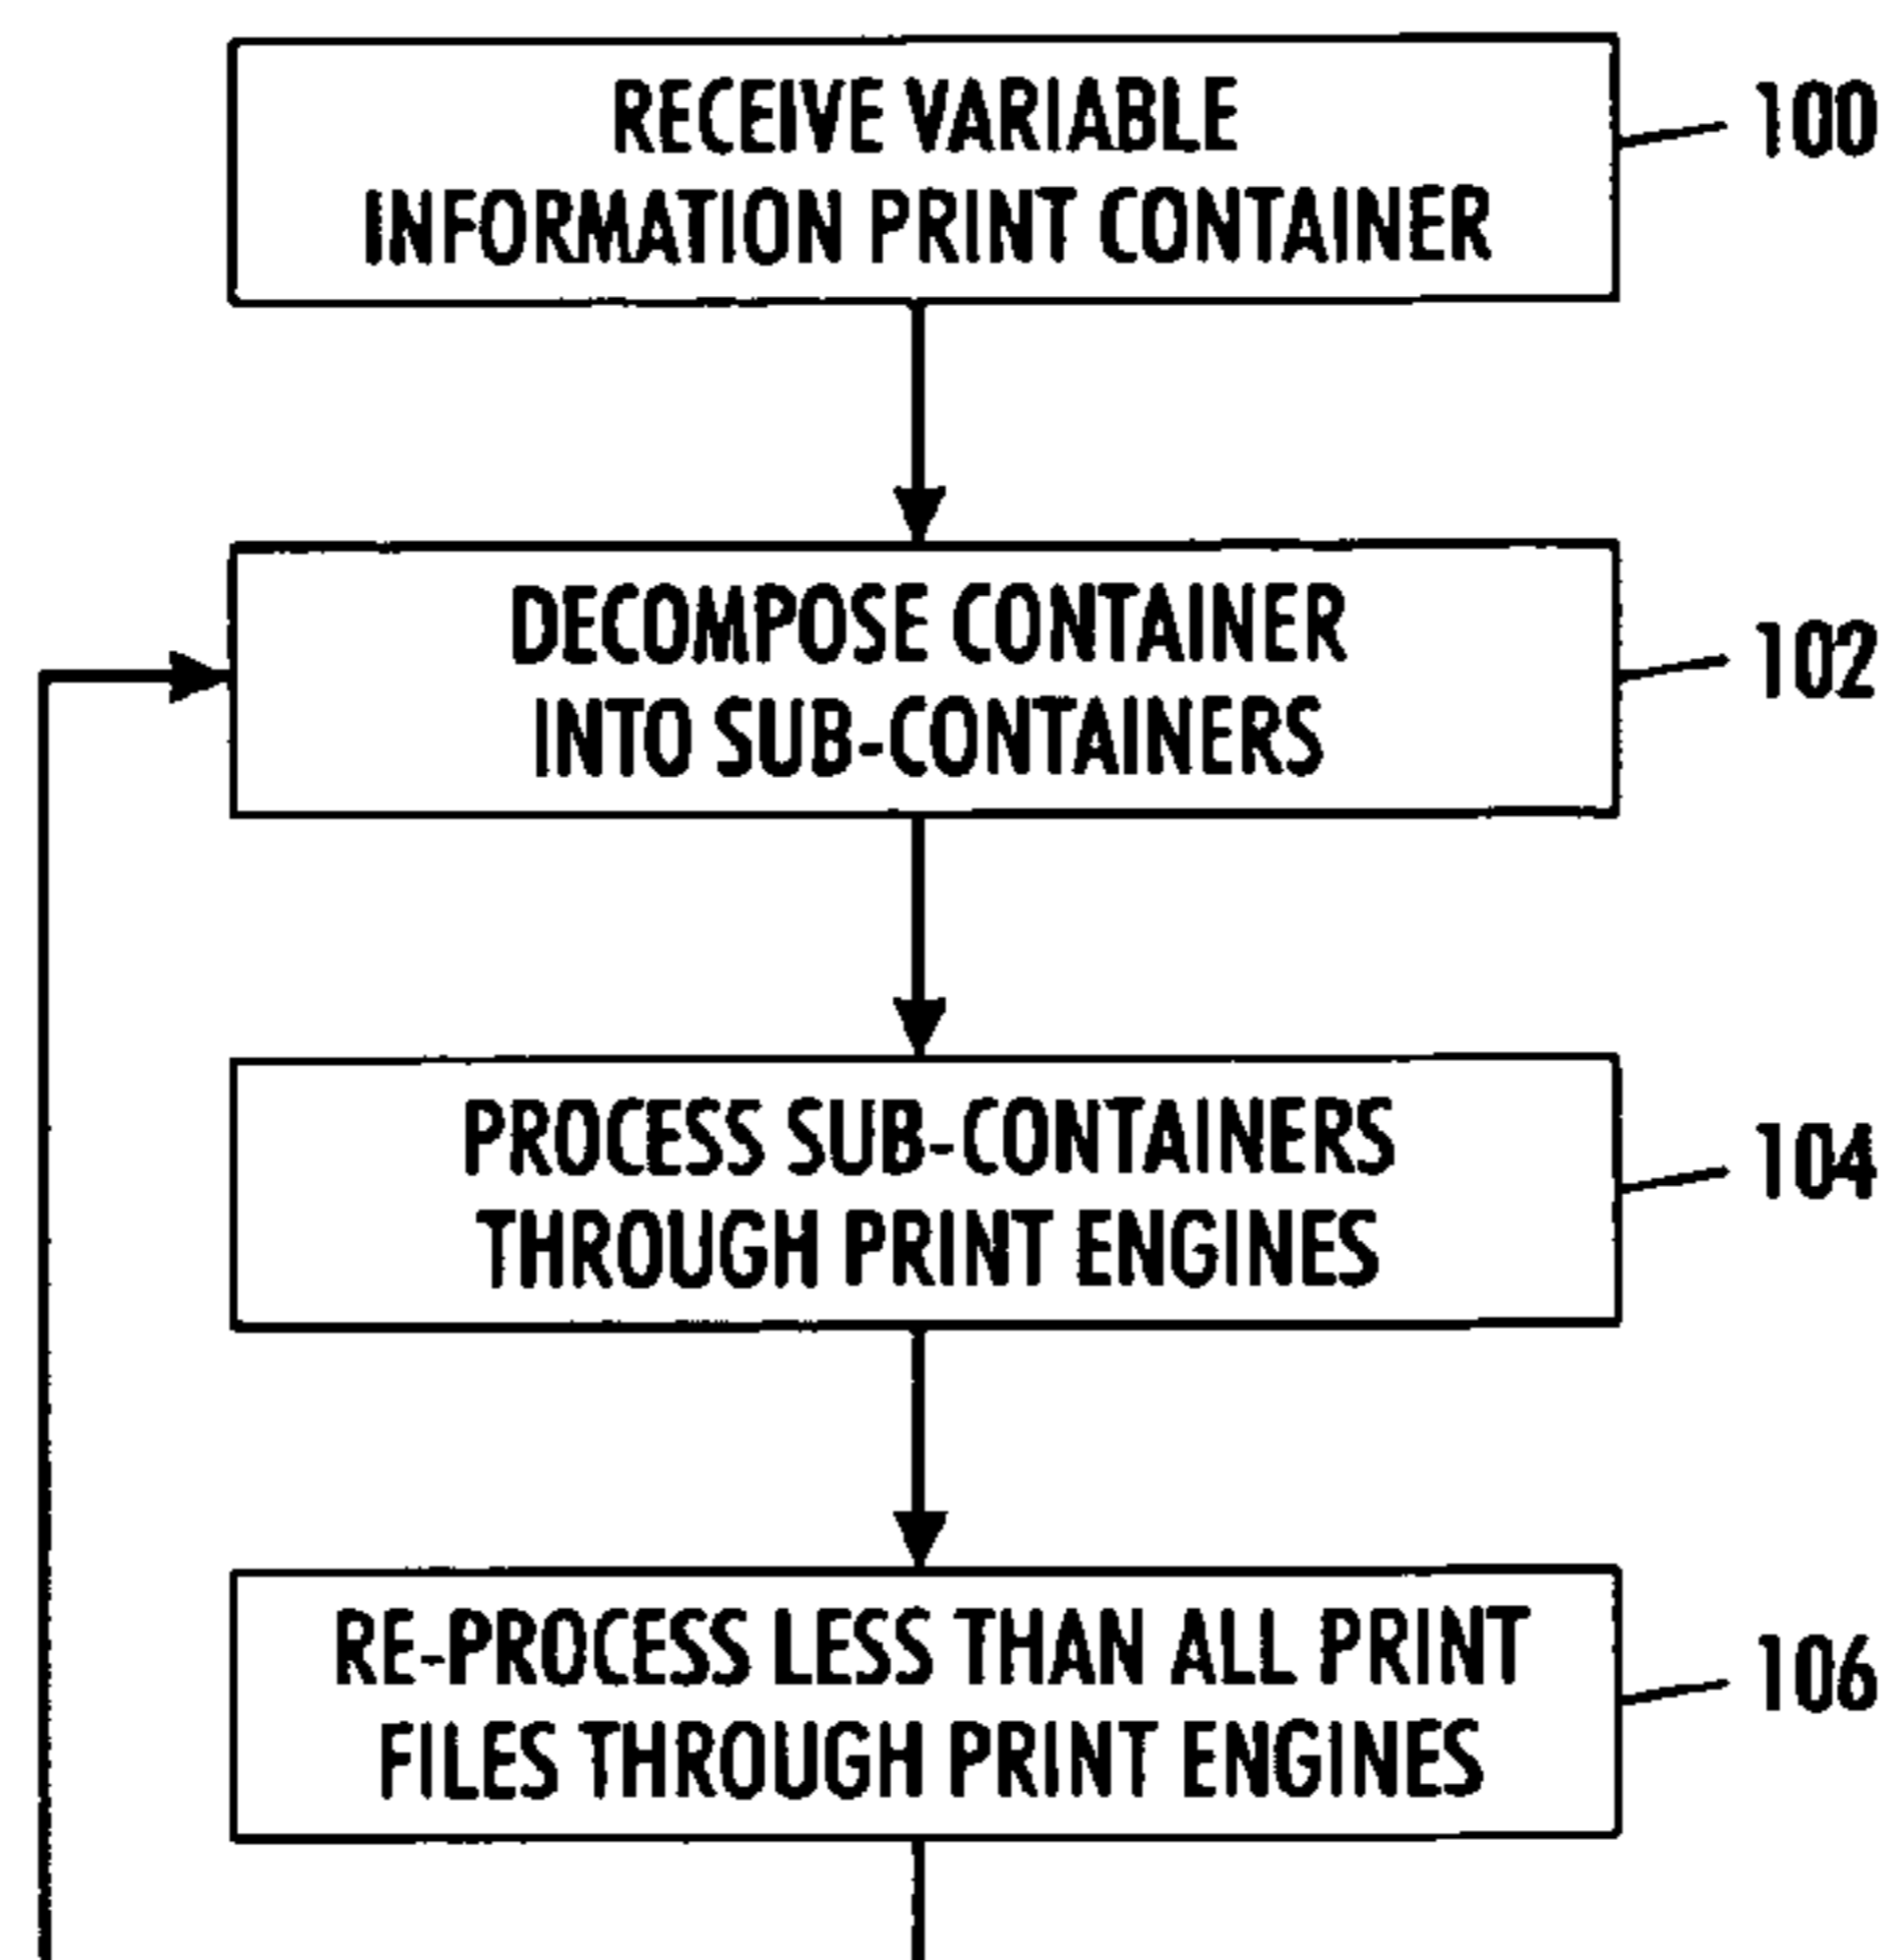 RECEIVE VARIABLE
INFORMATION PRINT CONTAINER
100
DECOMPOSE CONTAINER
INTO SUB-CONTAINERS
102
PROCESS SUB-CONTAINERS
THROUGH PRINT ENGINES
104
RE-PROCESS LESS THAN ALL PRINT
FILES THROUGH PRINT ENGINES
106